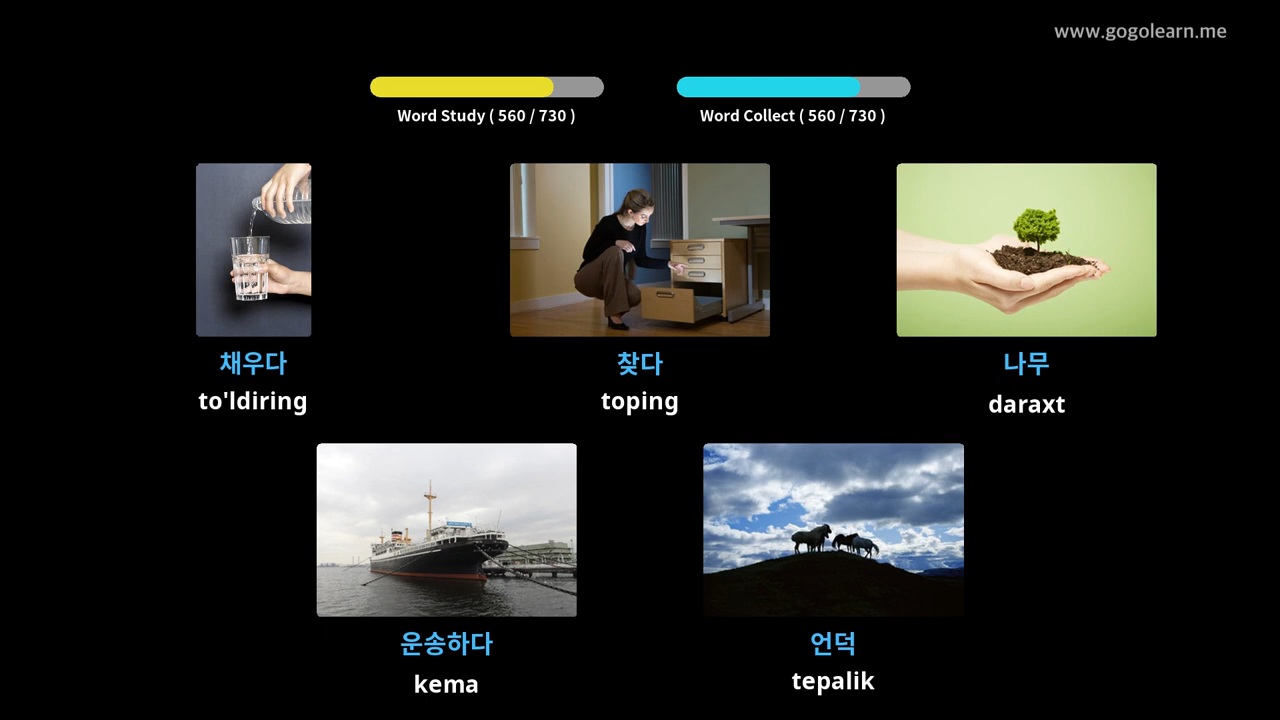 www.gogolearn.me
Word Study ( 560 / 730 )
Word Collect ( 560 / 730 )
채우다
to'ldiring
찾다
toping
나무
daraxt
운송하다
kema
언덕
tepalik